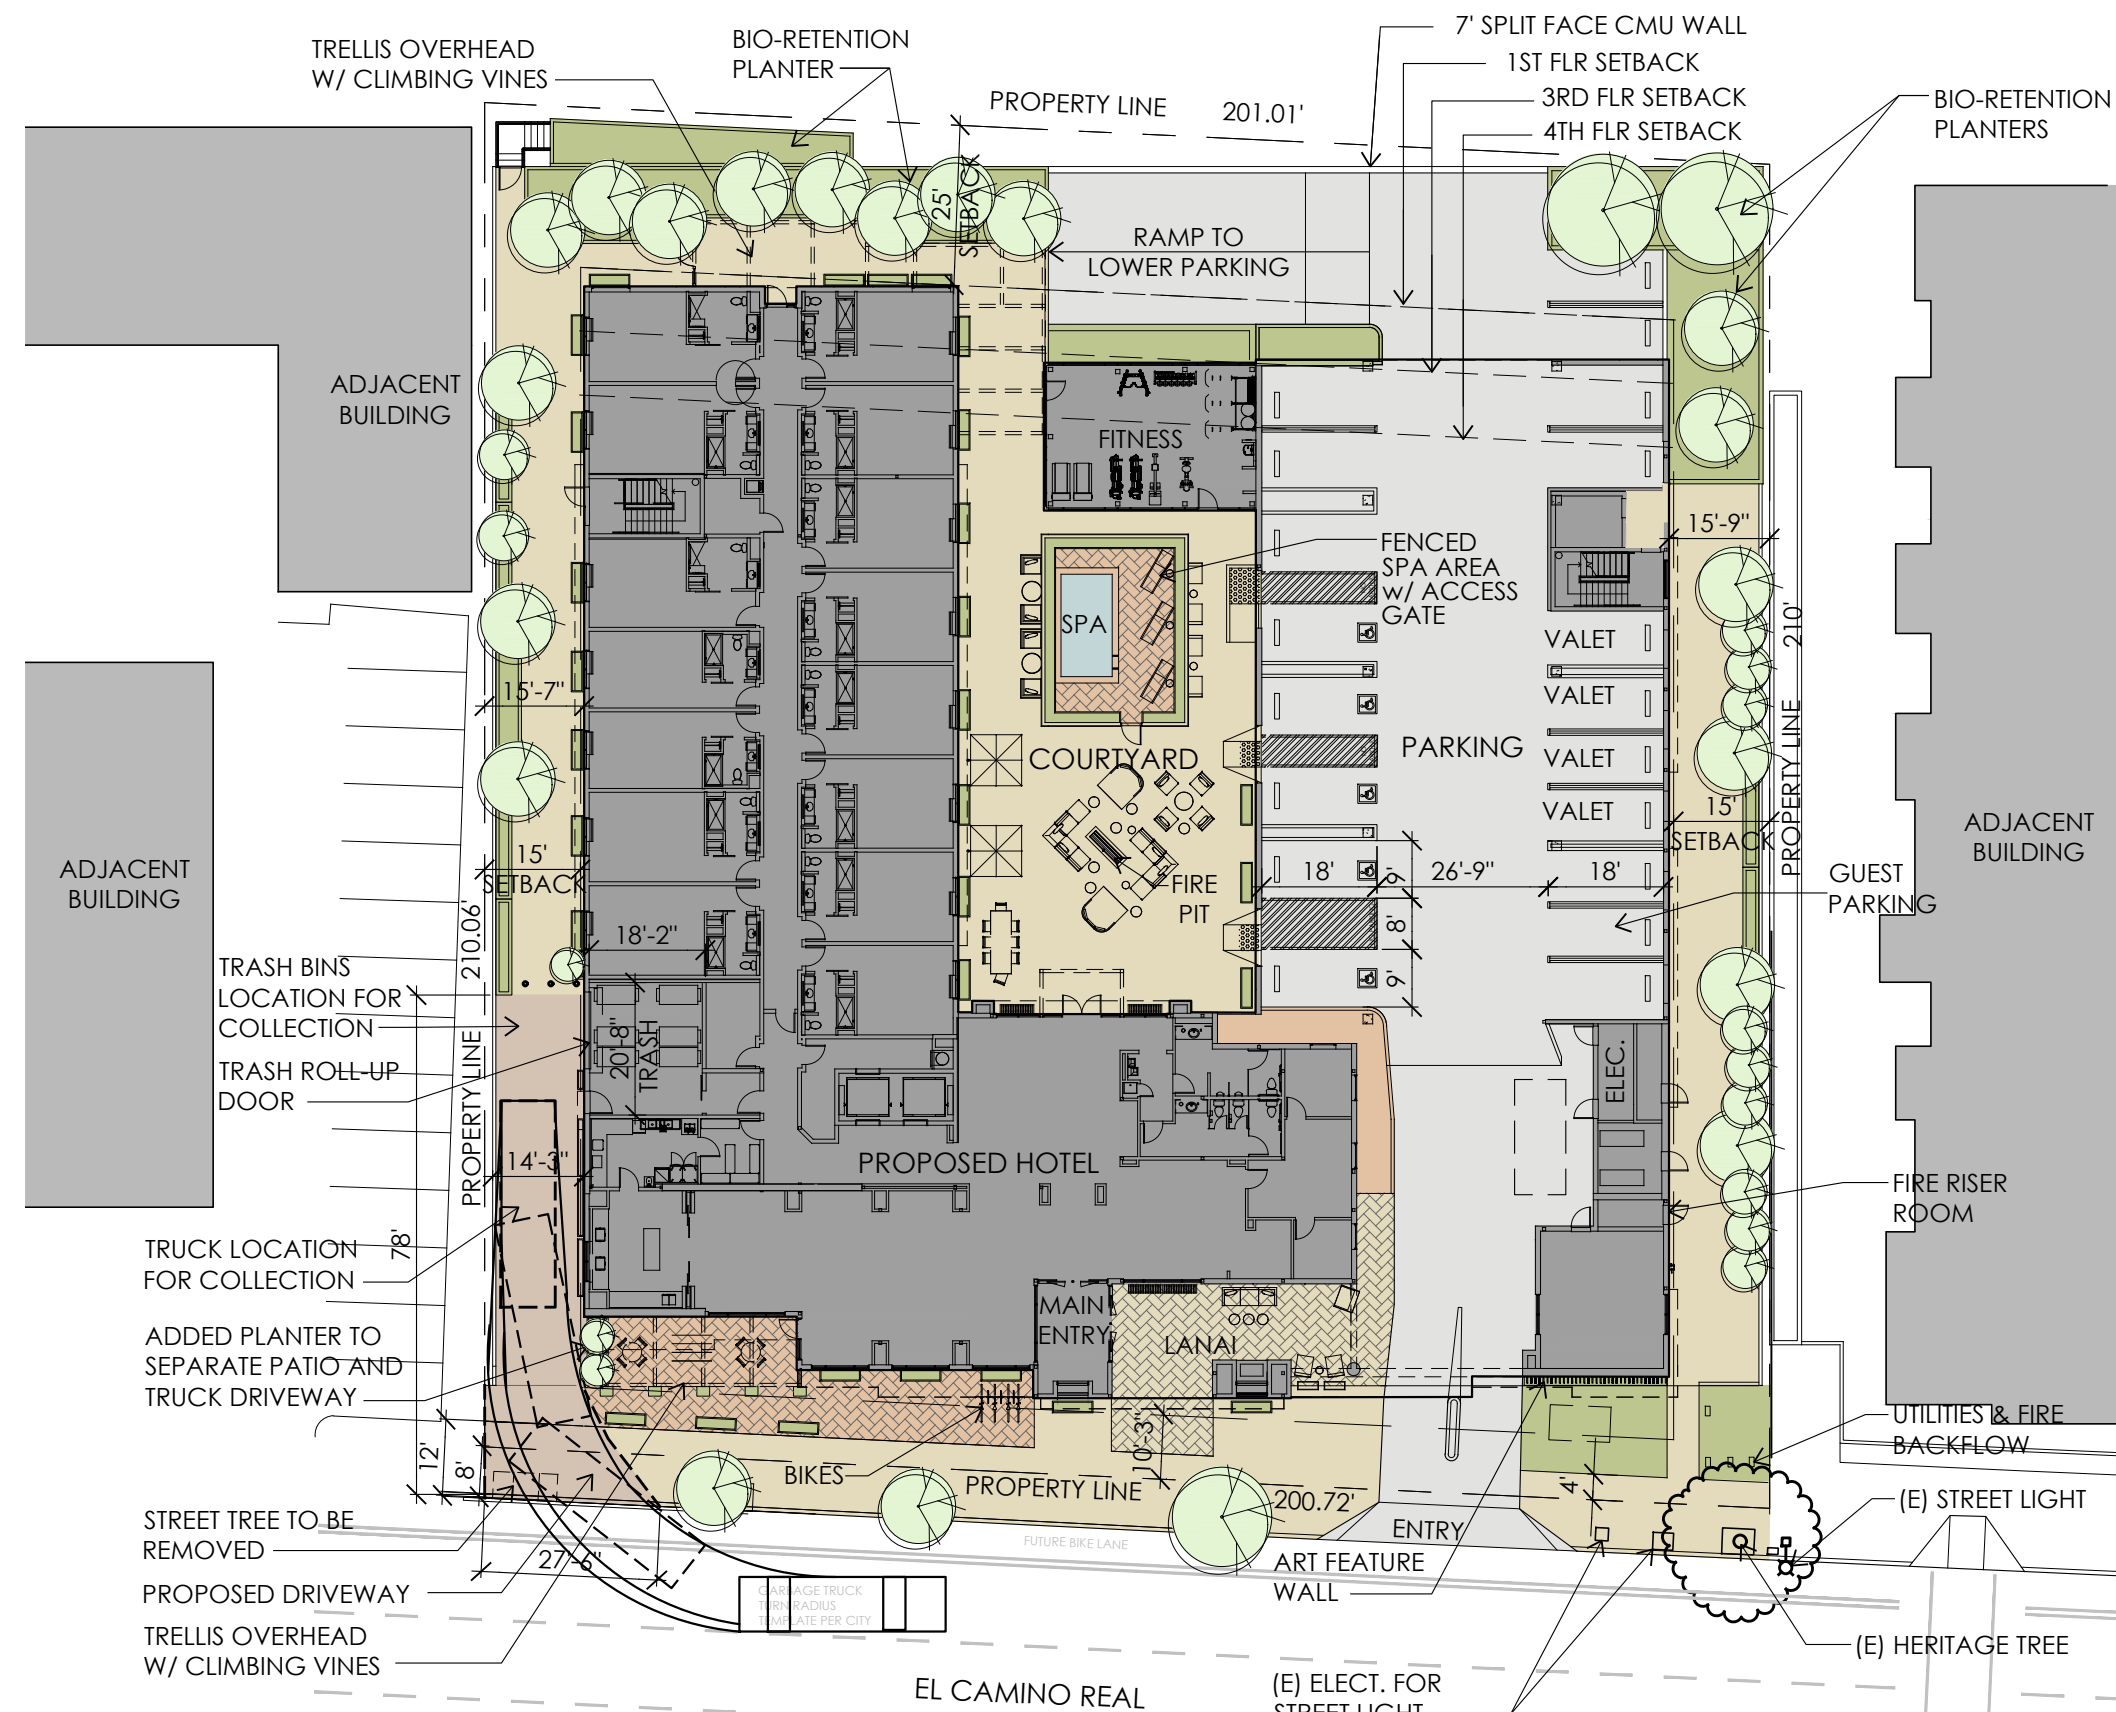 TRELLIS OVERHEAD
W/ CLIMBING VINES
BIO-RETENTION
PLANTER
PROPERTY LINE 201.01'
7' SPLIT FACE CMU WALL
1ST FLR SETBACK
3RD FLR SETBACK
4TH FLR SETBACK
BIO-RETENTION
PLANTERS
25'
SETBACK
RAMP TO
LOWER PARKING
ADJACENT
BUILDING
FITNESS
FENCED
SPA AREA
w/ ACCESS
GATE
15'-9"
SPA
VALET
210'
PROPERTY LINE
15'-7"
VALET
COURTYARD
PARKING
VALET
VALET
15'
SETBACK
ADJACENT
BUILDING
15'
SETBACK
ADJACENT
BUILDING
18'
9'
26'-9"
18'
GUEST
PARKING
FIRE
PIT
8'
9'
18'-2"
210.06'
PROPERTY LINE
TRASH BINS
LOCATION FOR
COLLECTION
TRASH ROLL-UP
DOOR
20'-8"
TRASH
ELEC.
14'-3"
PROPOSED HOTEL
FIRE RISER
ROOM
78'
TRUCK LOCATION
FOR COLLECTION
MAIN
ENTRY
LANAI
ADDED PLANTER TO
SEPARATE PATIO AND
TRUCK DRIVEWAY
UTILITIES & FIRE
BACKFLOW
12'
8'
BIKES
10'-3"
PROPERTY LINE
200.72'
4'
ENTRY
(E) STREET LIGHT
STREET TREE TO BE
REMOVED
27'-6"
FUTURE BIKE LANE
ART FEATURE
WALL
PROPOSED DRIVEWAY
GARBAGE TRUCK
TURN RADIUS
TEMPLATE PER CITY
TRELLIS OVERHEAD
W/ CLIMBING VINES
(E) HERITAGE TREE
EL CAMINO REAL
(E) ELECT. FOR
STREET LIGHT